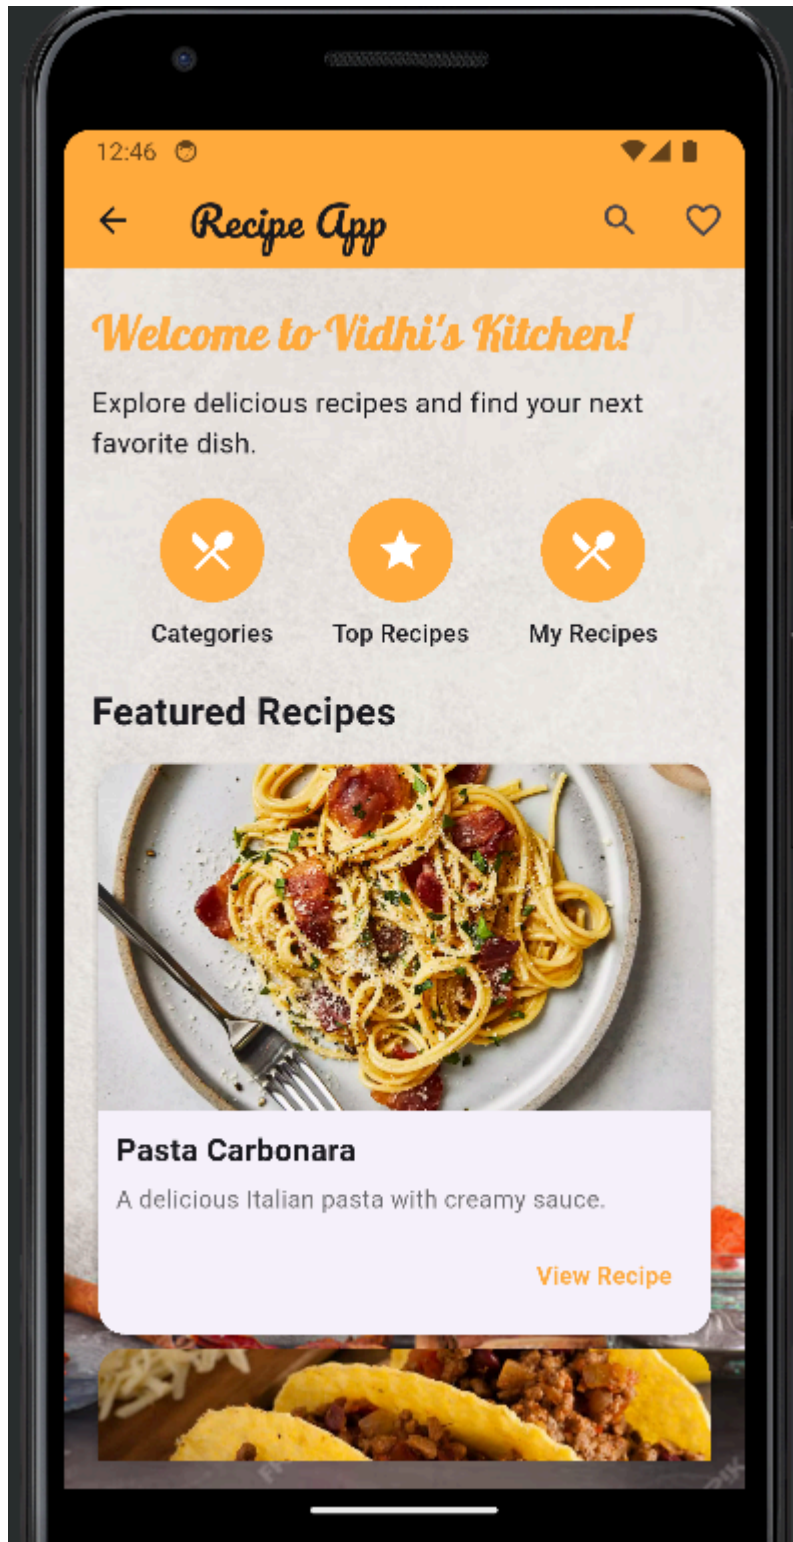 12:46
Recipe App
Welcome to Vidhi's Kitchen!
Explore delicious recipes and find your next
favorite dish.
Categories
Top Recipes
My Recipes
Featured Recipes
Pasta Carbonara
A delicious Italian pasta with creamy sauce.
View Recipe